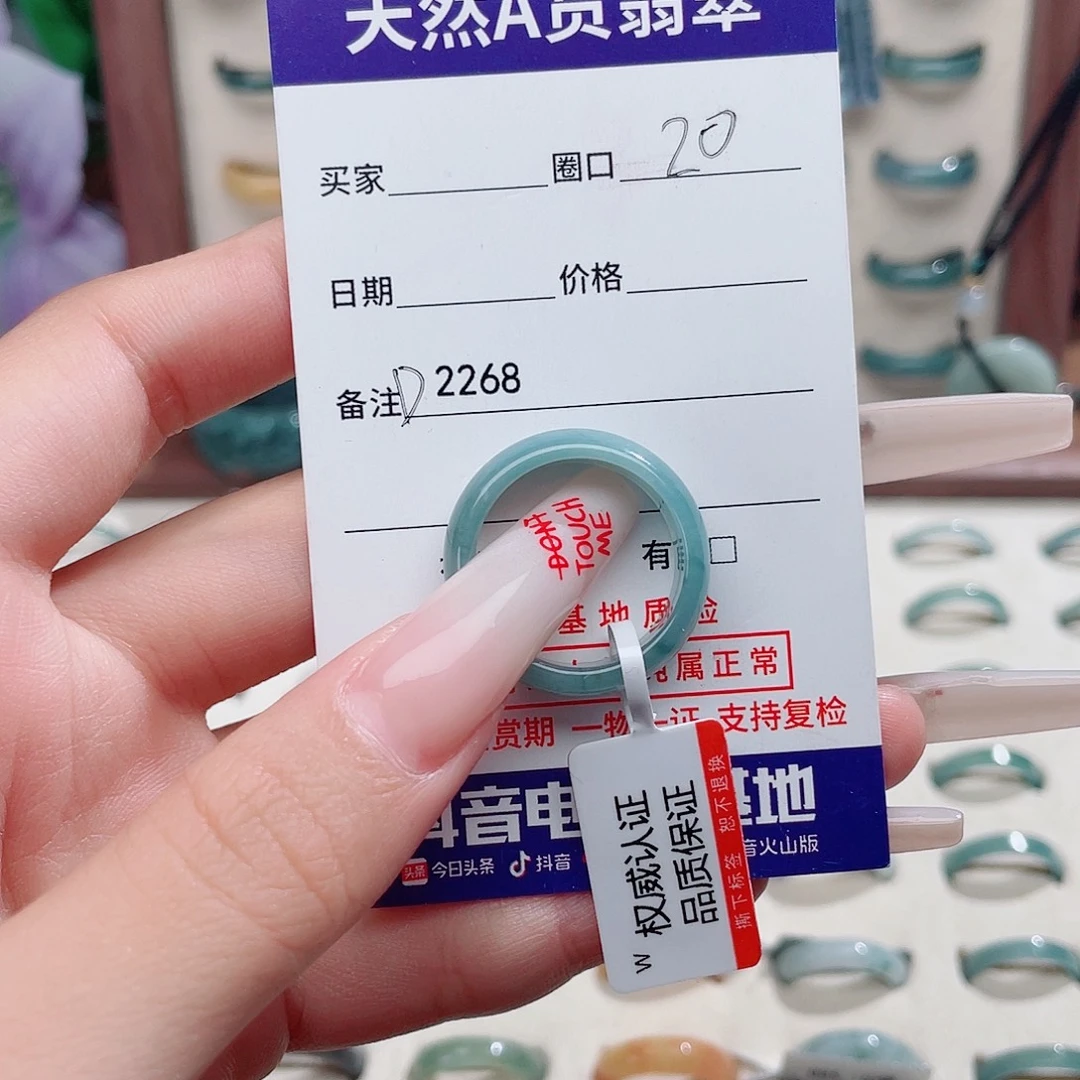 天然A货翡翠
买家 圈口 20
日期 价格
备注 D 2268
有 □
DON'T
TOUCH
ME
基地质检
属正常
赏期 一物一证 支持复检
抖音电 基地
头条 今日头条 抖音 音火山版
权威认证
品质保证
撕下标签 恕不退换
W